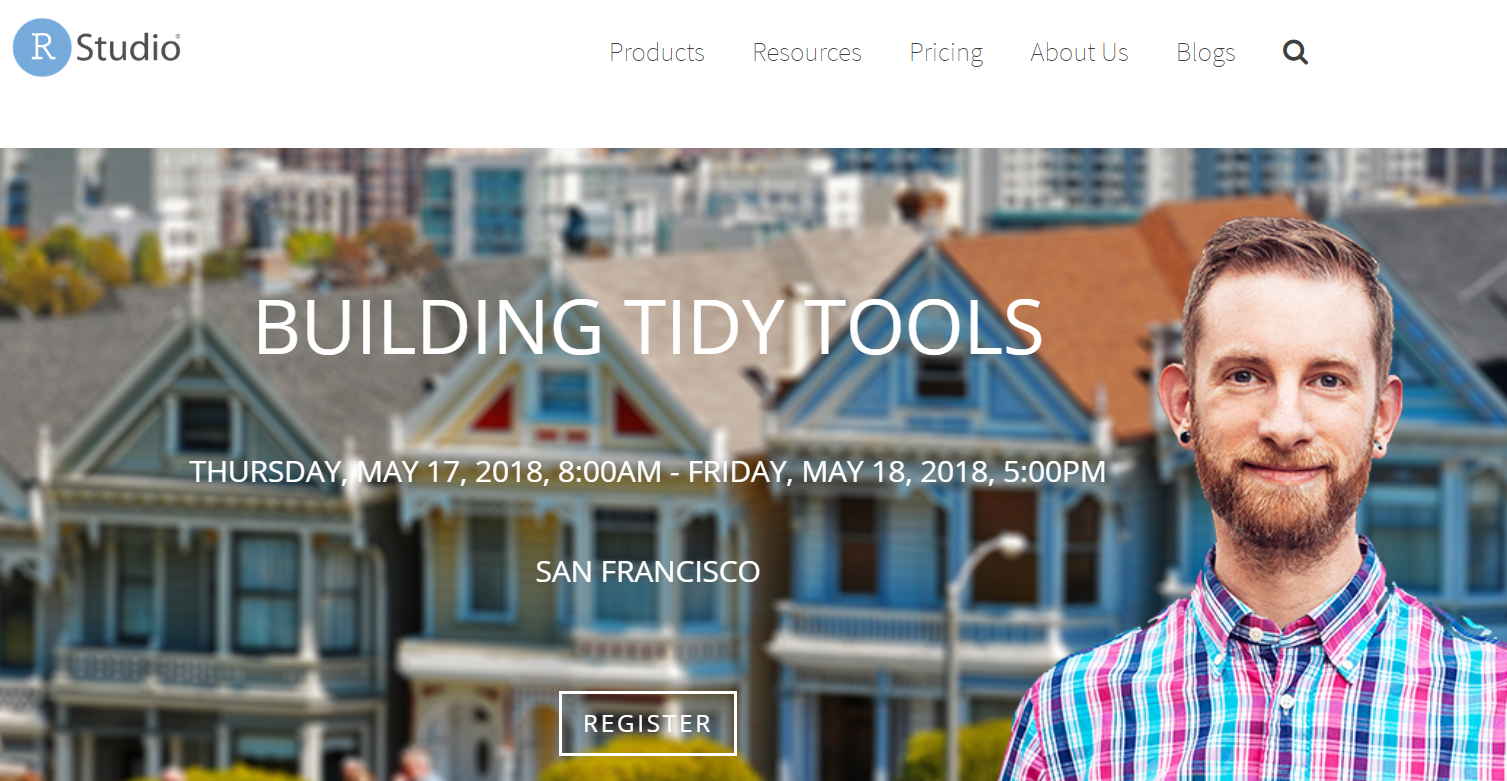 R Studio®
Products Resources Pricing About Us Blogs
BUILDING TIDY TOOLS
THURSDAY, MAY 17, 2018, 8:00AM - FRIDAY, MAY 18, 2018, 5:00PM
SAN FRANCISCO
REGISTER